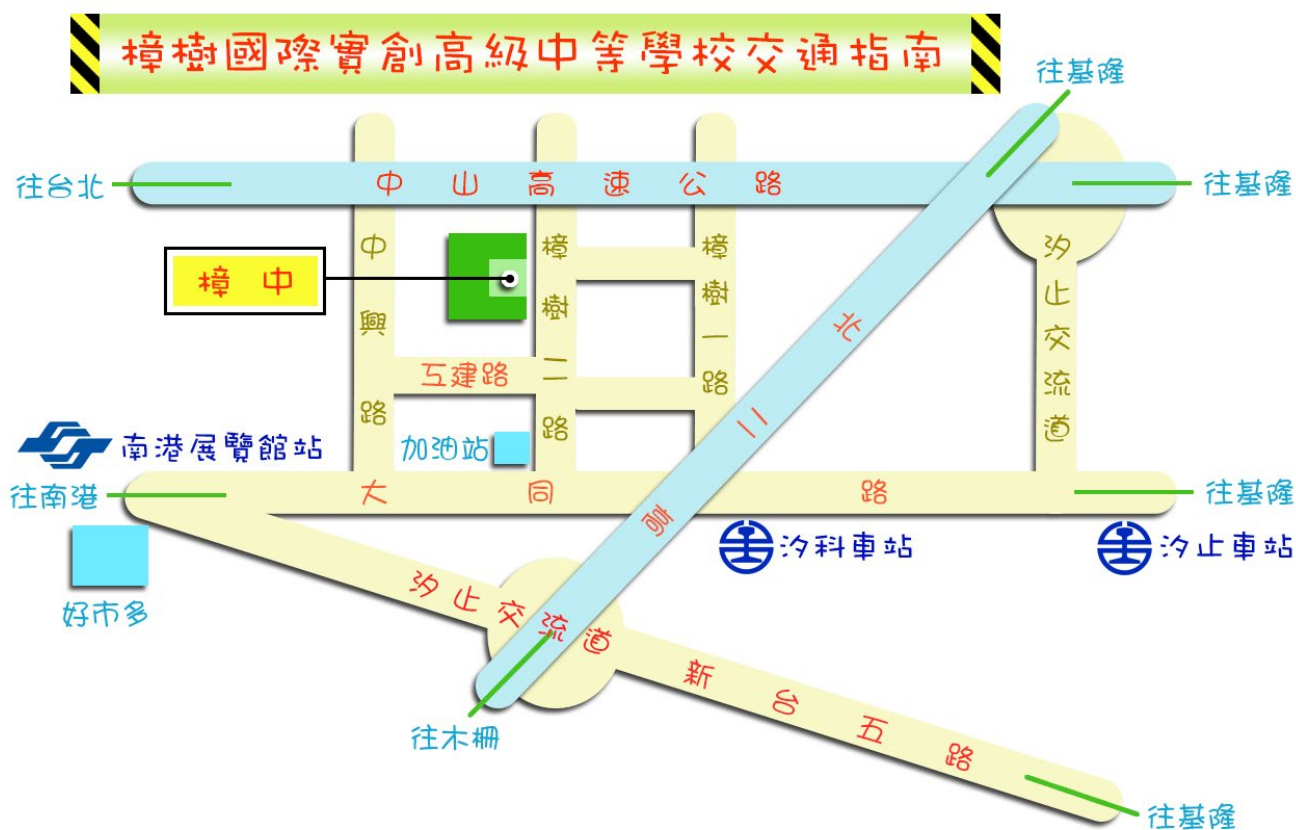 樟樹國際實創高級中等學校交通指南
往基隆
往台北
中山高速公路
往基隆
樟中
中興路
樟樹二路
樟樹一路
汐止交流道
北二高
互建路
南港展覽館站
加油站
往南港
大同路
往基隆
汐科車站
汐止車站
好市多
汐止交流道
新台五路
往木柵
往基隆